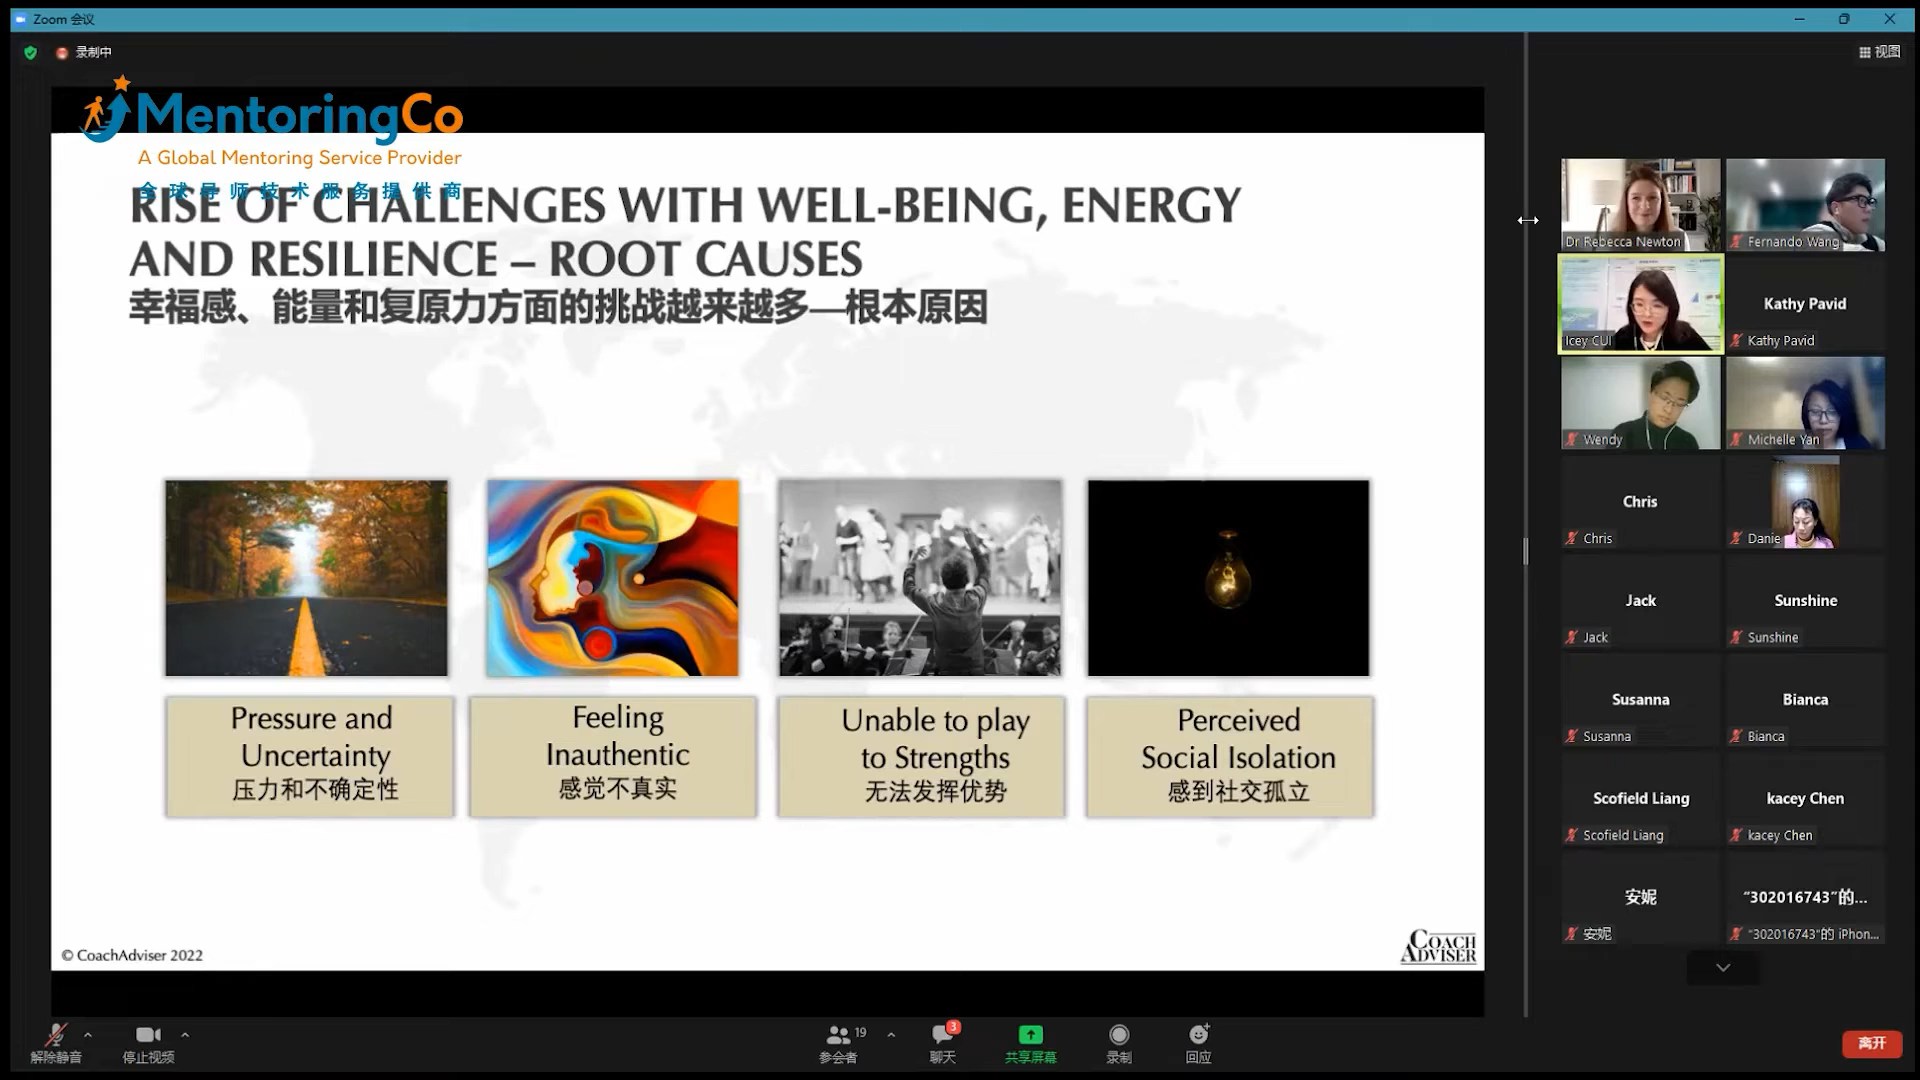 Zoom 会议
录制中
视图
MentoringCo
A Global Mentoring Service Provider
全球导师技术服务提供商
RISE OF CHALLENGES WITH WELL-BEING, ENERGY
AND RESILIENCE – ROOT CAUSES
幸福感、能量和复原力方面的挑战越来越多—根本原因
Pressure and
Uncertainty
压力和不确定性
Feeling
Inauthentic
感觉不真实
Unable to play
to Strengths
无法发挥优势
Perceived
Social Isolation
感到社交孤立
© CoachAdviser 2022
COACH
ADVISER
Dr Rebecca Newton
Fernando Wang
Icey CUI
Kathy Pavid
Kathy Pavid
Wendy
Michelle Yan
Chris
Chris
Danie
Jack
Jack
Sunshine
Sunshine
Susanna
Susanna
Bianca
Bianca
Scofield Liang
Scofield Liang
kacey Chen
kacey Chen
安妮
安妮
“302016743”的...
“302016743”的 iPhon...
解除静音
停止视频
19
参会者
3
聊天
共享屏幕
录制
回应
离开